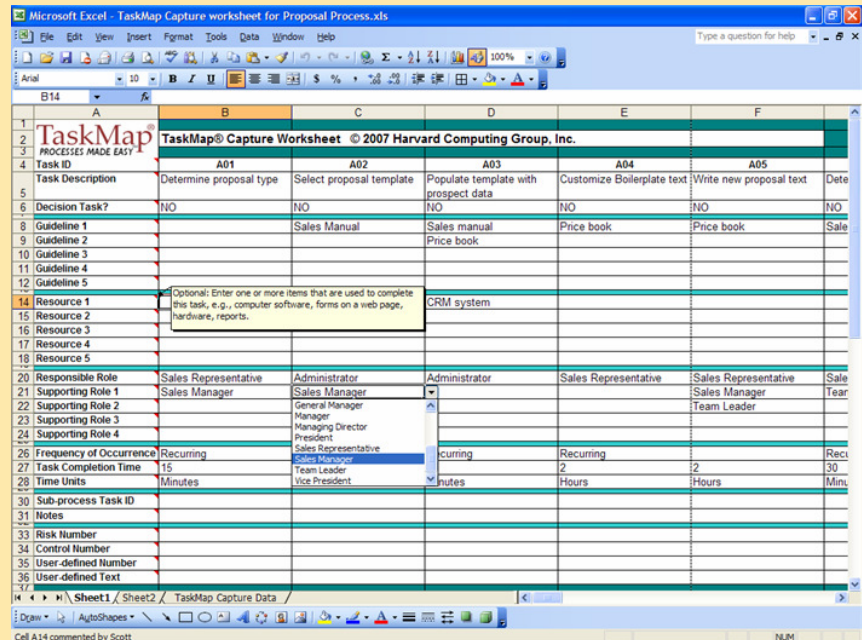 Microsoft Excel - TaskMap Capture worksheet for Proposal Process.xls
File Edit View Insert Format Tools Data Window Help Type a question for help
100%
Arial 10 B I U $ % ,
B14 fx
A B C D E F
1
2 TaskMap® TaskMap® Capture Worksheet © 2007 Harvard Computing Group, Inc.
3 PROCESSES MADE EASY
4 Task ID A01 A02 A03 A04 A05
5 Task Description Determine proposal type Select proposal template Populate template with Customize Boilerplate text Write new proposal text Dete
prospect data
6 Decision Task? NO NO NO NO NO NO
8 Guideline 1 Sales Manual Sales manual Price book Price book Sale
9 Guideline 2 Price book
10 Guideline 3
11 Guideline 4
12 Guideline 5
Optional: Enter one or more items that are used to complete
14 Resource 1 this task, e.g., computer software, forms on a web page, CRM system
15 Resource 2 hardware, reports.
16 Resource 3
17 Resource 4
18 Resource 5
20 Responsible Role Sales Representative Administrator Administrator Sales Representative Sales Representative Sale
21 Supporting Role 1 Sales Manager Sales Manager Sales Manager Tear
22 Supporting Role 2 General Manager Team Leader
Manager
23 Supporting Role 3 Managing Director
24 Supporting Role 4 President
26 Frequency of Occurrence Recurring Sales Representative ecurring Recurring Recu
Sales Manager
27 Task Completion Time 15 Team Leader 2 2 30
28 Time Units Minutes Vice President nutes Hours Hours Minu
30 Sub-process Task ID
31 Notes
33 Risk Number
34 Control Number
35 User-defined Number
36 User-defined Text
37
Sheet1 Sheet2 TaskMap Capture Data
Draw AutoShapes
Cell A14 commented by Scott NUM